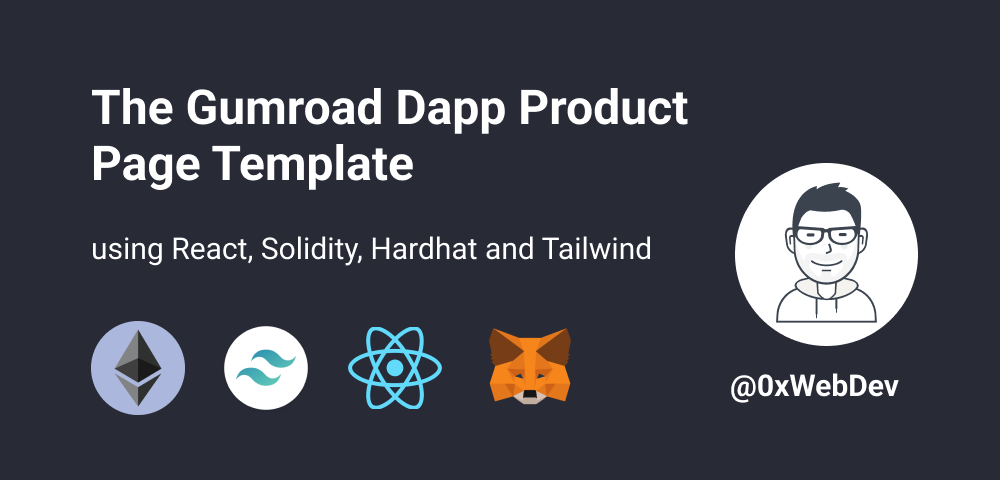 The Gumroad Dapp Product
Page Template
using React, Solidity, Hardhat and Tailwind
@0xWebDev